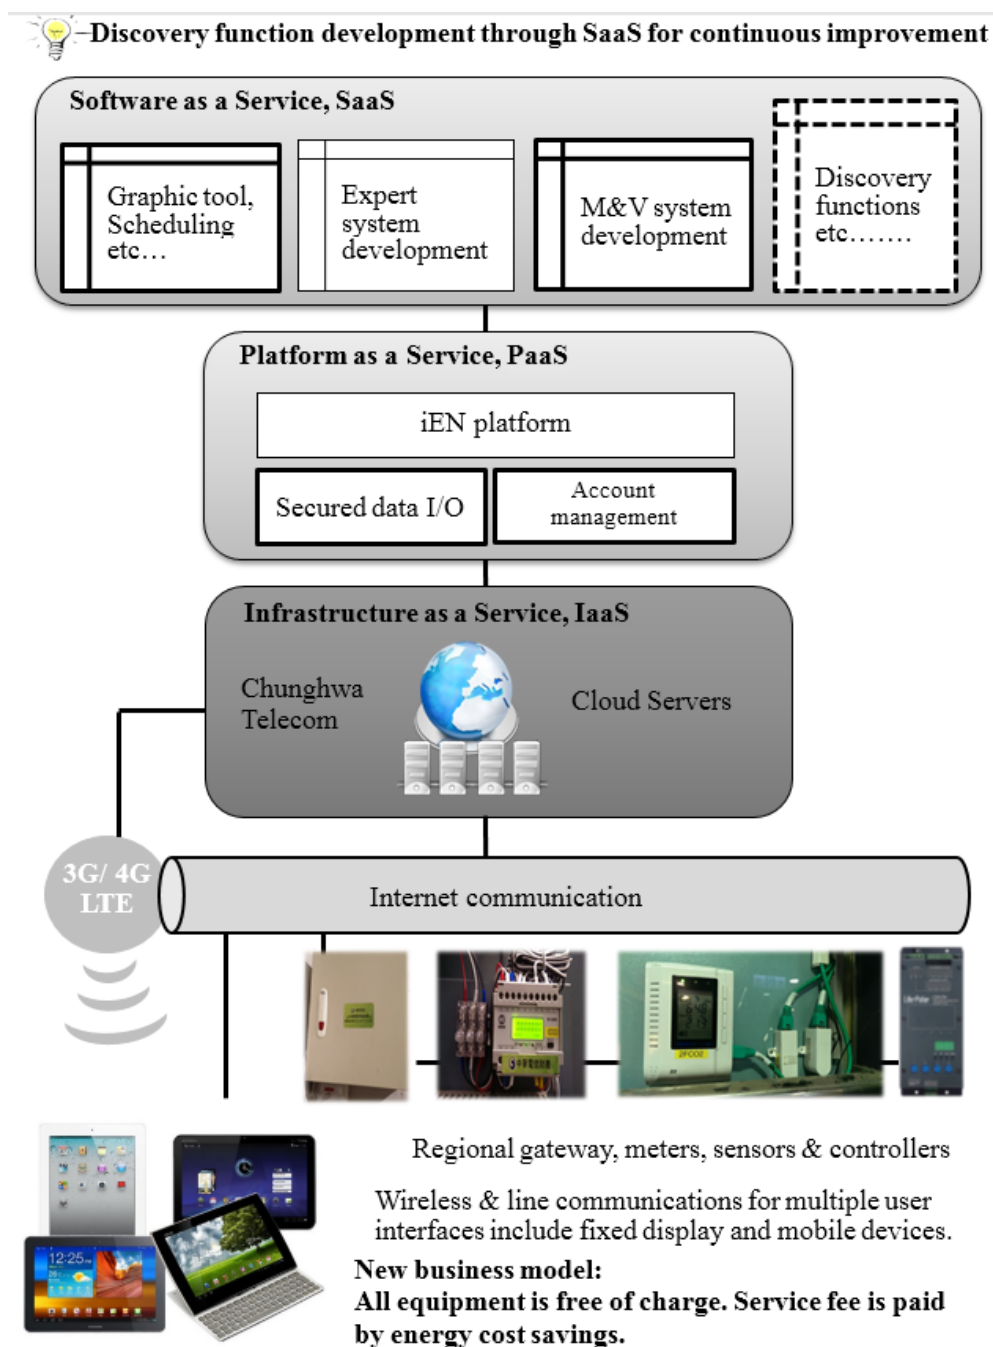 –Discovery function development through SaaS for continuous improvement
Software as a Service, SaaS
Graphic tool,
Scheduling
etc…
Expert
system
development
M&V system
development
Discovery
functions
etc…….
Platform as a Service, PaaS
iEN platform
Secured data I/O
Account
management
Infrastructure as a Service, IaaS
Chunghwa
Telecom
Cloud Servers
3G/ 4G
LTE
Internet communication
2FCO2
12:25
Regional gateway, meters, sensors & controllers
Wireless & line communications for multiple user
interfaces include fixed display and mobile devices.
New business model:
All equipment is free of charge. Service fee is paid
by energy cost savings.